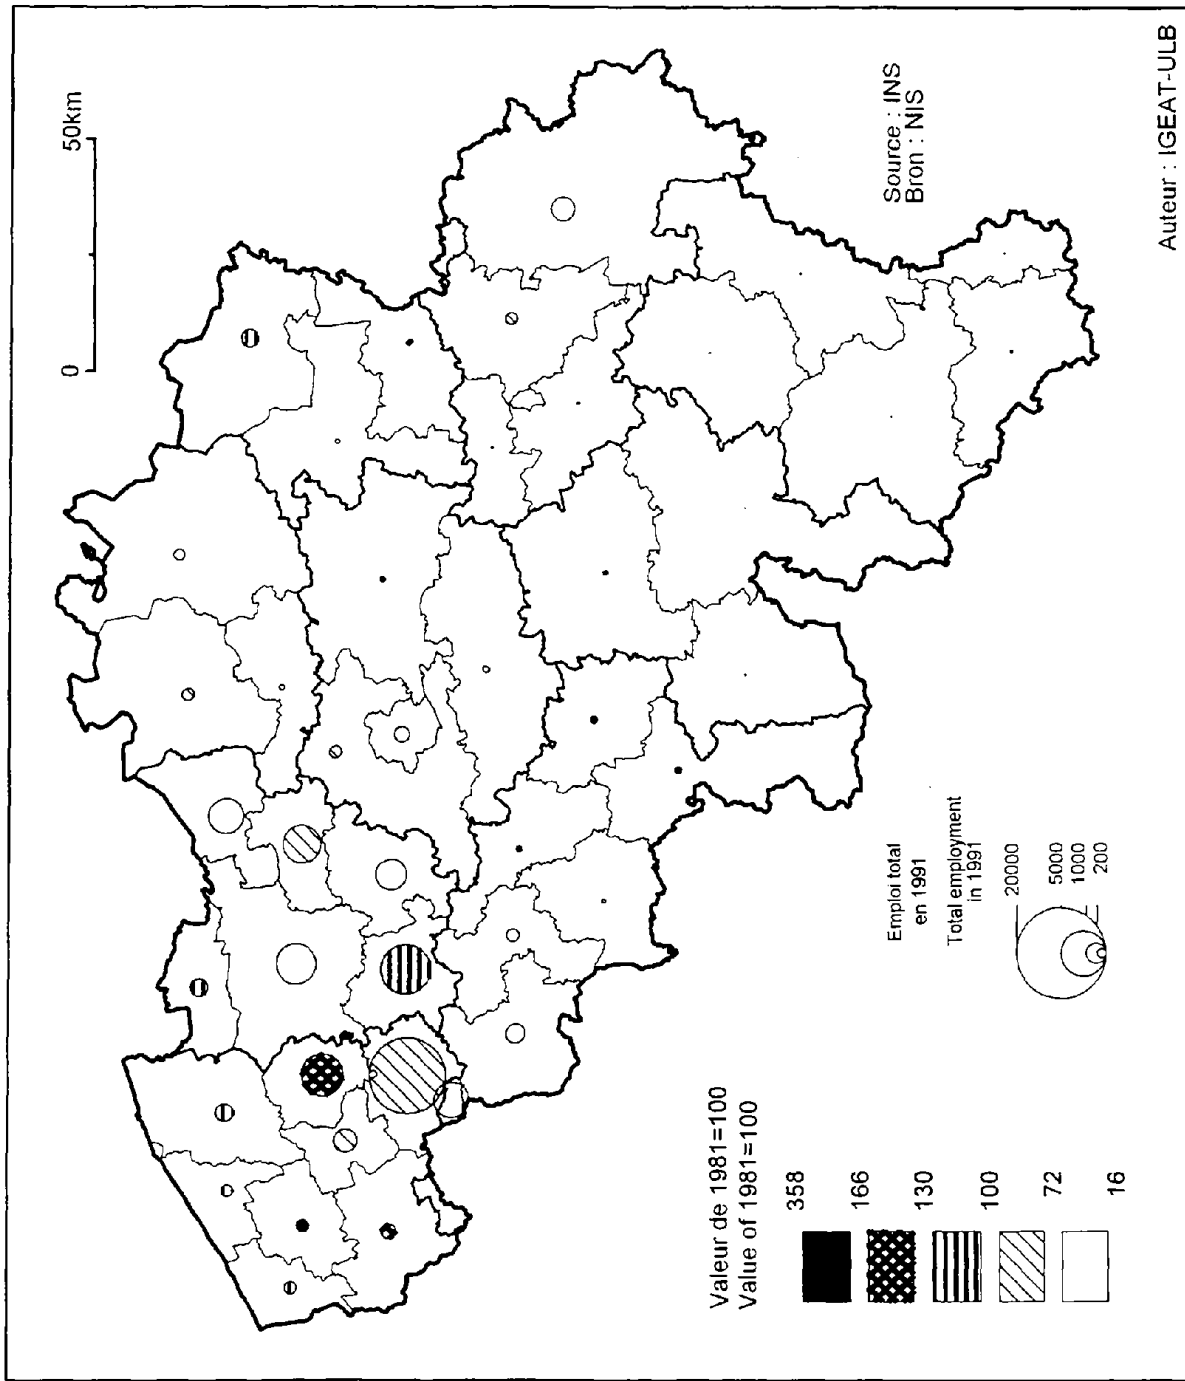 0
50km
Source : INS
Bron : NIS
Auteur : IGEAT-ULB
Emploi total
en 1991
Total employment
in 1991
20000
5000
1000
200
Valeur de 1981=100
Value of 1981=100
358
166
130
100
72
16